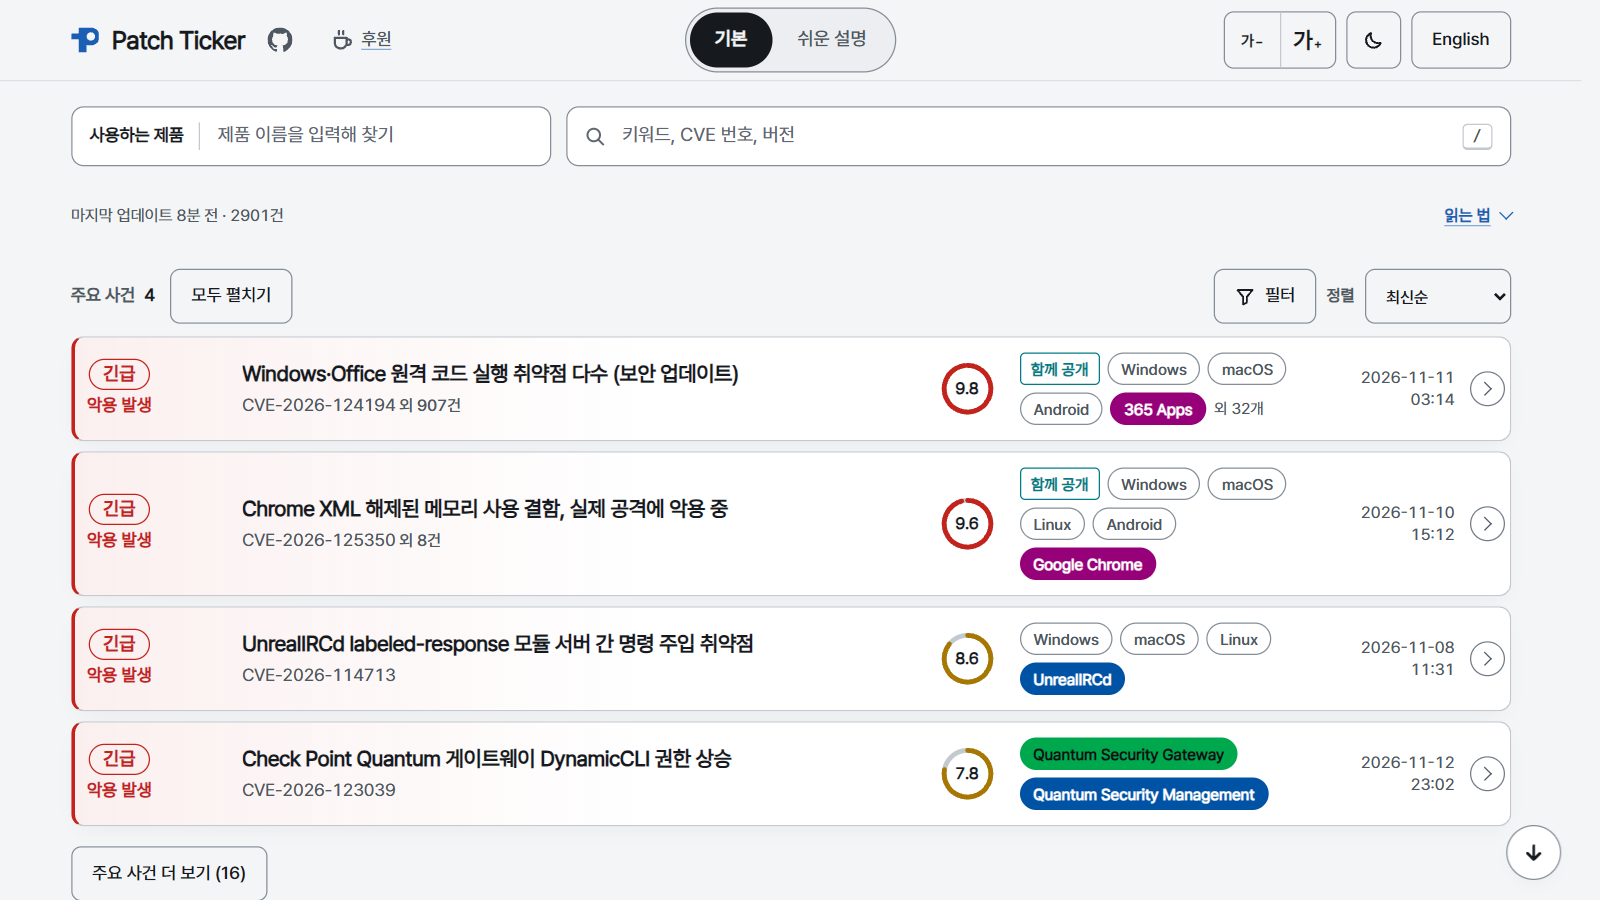 Patch Ticker
후원
기본
쉬운 설명
가-
가+
English
사용하는 제품
제품 이름을 입력해 찾기
키워드, CVE 번호, 버전
/
마지막 업데이트 8분 전 · 2901건
읽는 법
주요 사건 4
모두 펼치기
필터
정렬
최신순
긴급
악용 발생
Windows·Office 원격 코드 실행 취약점 다수 (보안 업데이트)
CVE-2026-124194 외 907건
9.8
함께 공개
Windows
macOS
Android
365 Apps
외 32개
2026-11-11
03:14
긴급
악용 발생
Chrome XML 해제된 메모리 사용 결함, 실제 공격에 악용 중
CVE-2026-125350 외 8건
9.6
함께 공개
Windows
macOS
Linux
Android
Google Chrome
2026-11-10
15:12
긴급
악용 발생
UnrealIRCd labeled-response 모듈 서버 간 명령 주입 취약점
CVE-2026-114713
8.6
Windows
macOS
Linux
UnrealIRCd
2026-11-08
11:31
긴급
악용 발생
Check Point Quantum 게이트웨이 DynamicCLI 권한 상승
CVE-2026-123039
7.8
Quantum Security Gateway
Quantum Security Management
2026-11-12
23:02
주요 사건 더 보기 (16)